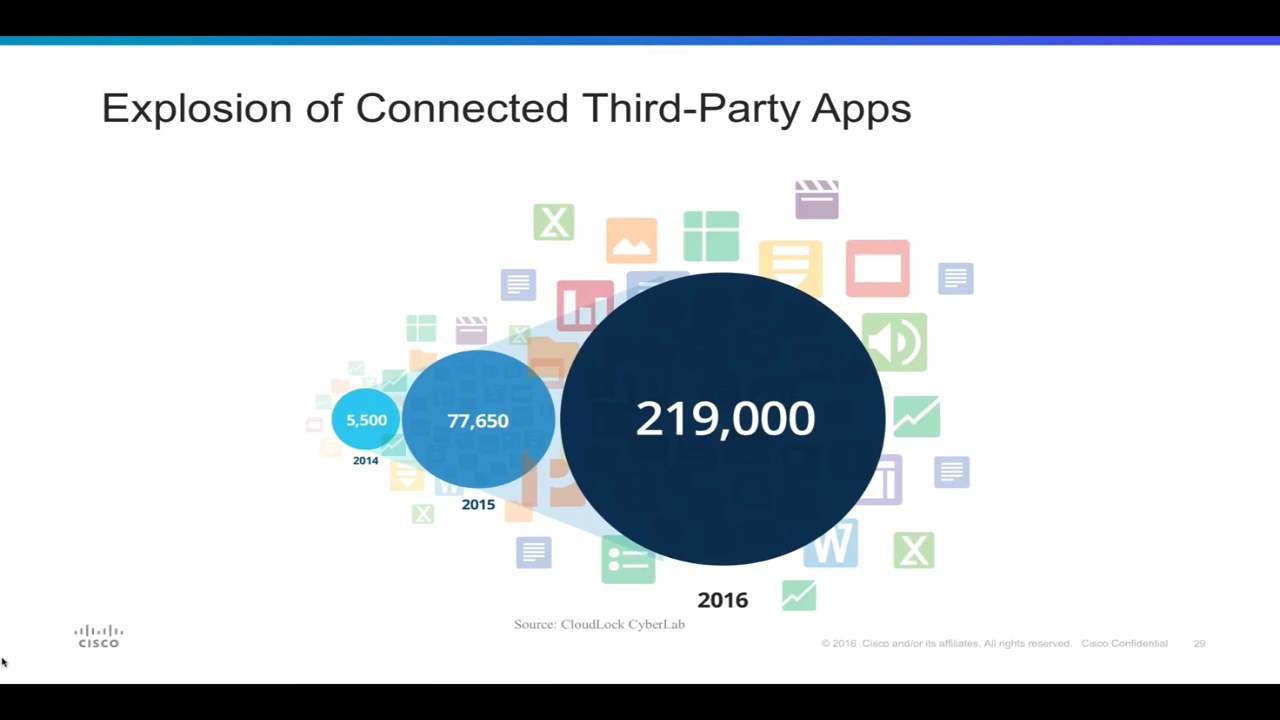 Explosion of Connected Third-Party Apps
5,500
2014
77,650
2015
219,000
2016
X
X
X
X
W
W
P
Source: CloudLock CyberLab
CISCO
© 2016 Cisco and/or its affiliates. All rights reserved. Cisco Confidential 29